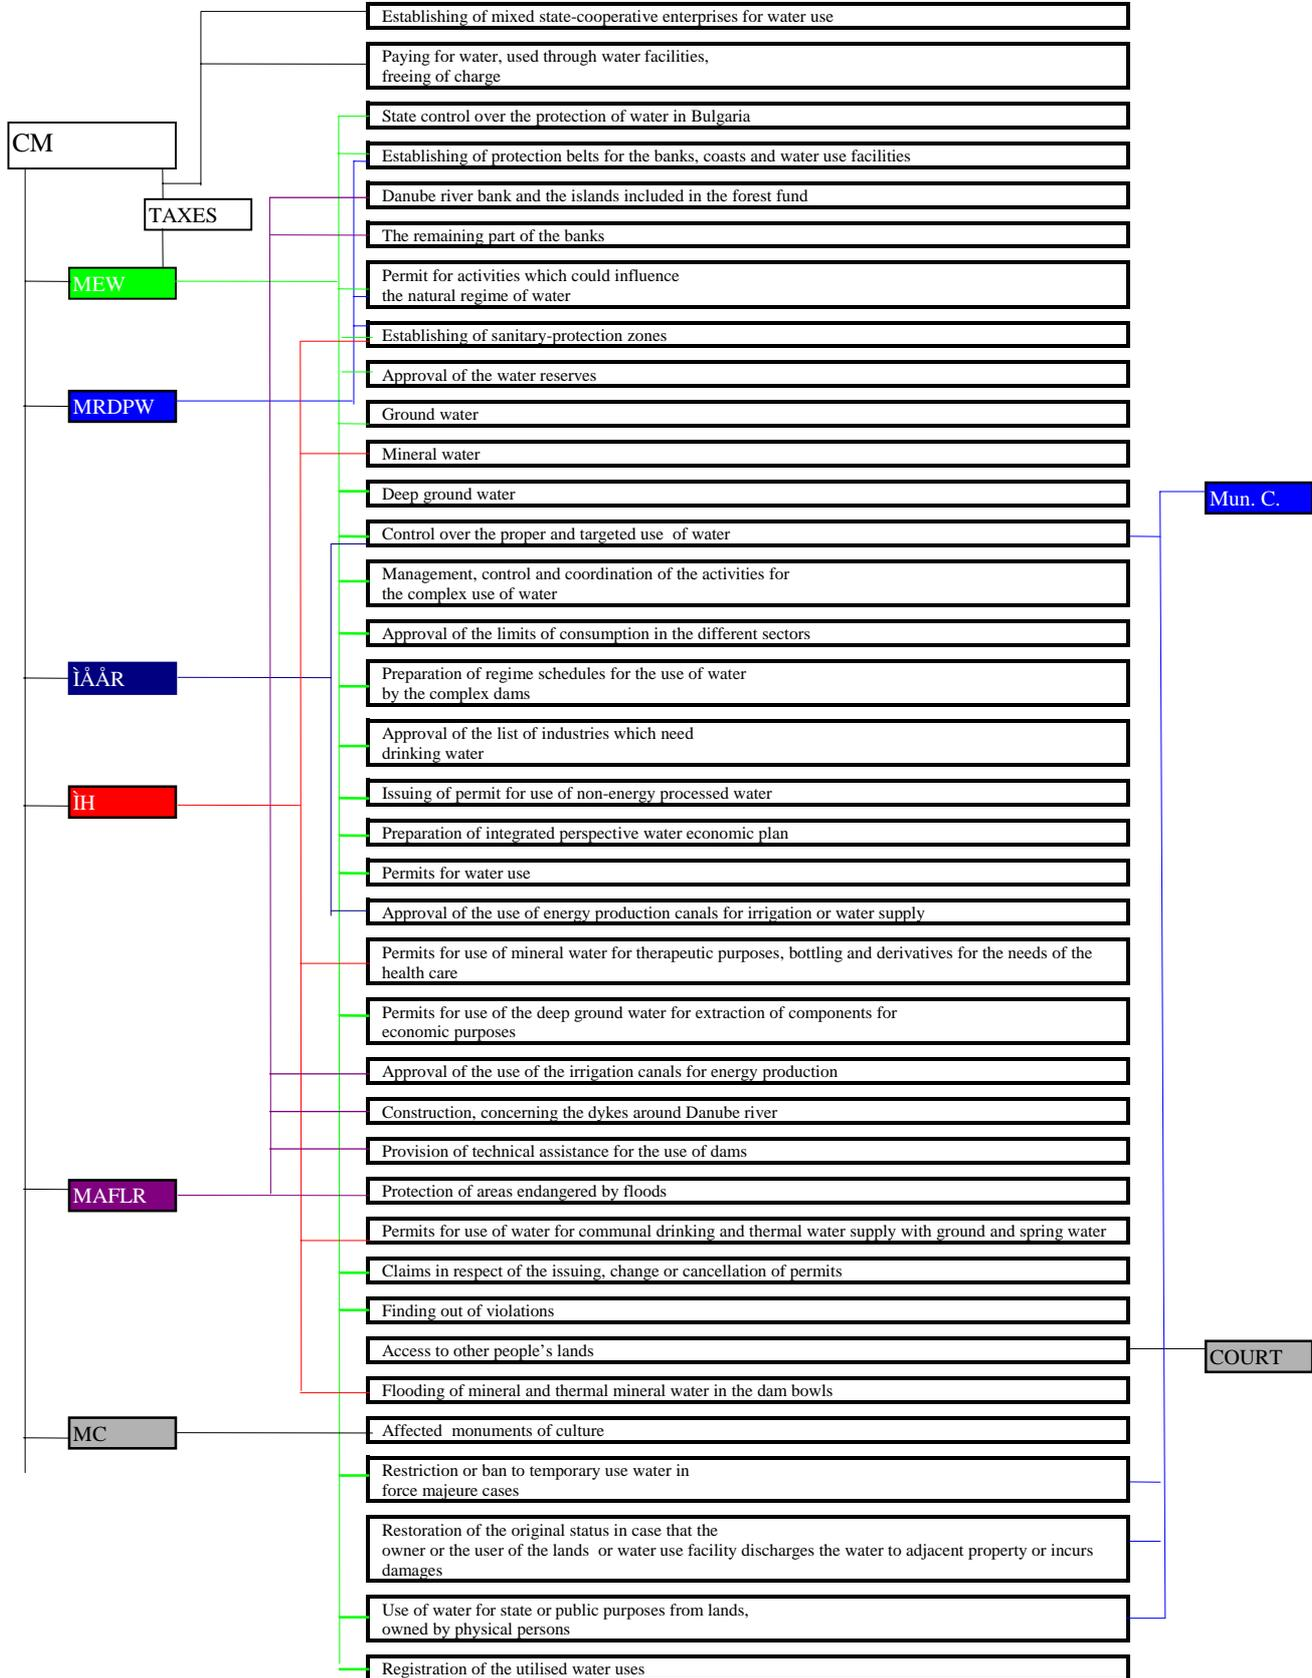 Establishing of mixed state-cooperative enterprises for water use
Paying for water, used through water facilities,
freeing of charge
State control over the protection of water in Bulgaria
CM
Establishing of protection belts for the banks, coasts and water use facilities
Danube river bank and the islands included in the forest fund
TAXES
The remaining part of the banks
MEW
Permit for activities which could influence
the natural regime of water
Establishing of sanitary-protection zones
Approval of the water reserves
MRDPW
Ground water
Mineral water
Deep ground water
Mun. C.
Control over the proper and targeted use  of water
Management, control and coordination of the activities for
the complex use of water
Approval of the limits of consumption in the different sectors
ÌÅÅR
Preparation of regime schedules for the use of water
by the complex dams
Approval of the list of industries which need
drinking water
Issuing of permit for use of non-energy processed water
ÌH
Preparation of integrated perspective water economic plan
Permits for water use
Approval of the use of energy production canals for irrigation or water supply
Permits for use of mineral water for therapeutic purposes, bottling and derivatives for the needs of the
health care
Permits for use of the deep ground water for extraction of components for
economic purposes
Approval of the use of the irrigation canals for energy production
Construction, concerning the dykes around Danube river
Provision of technical assistance for the use of dams
MAFLR
Protection of areas endangered by floods
Permits for use of water for communal drinking and thermal water supply with ground and spring water
Claims in respect of the issuing, change or cancellation of permits
Finding out of violations
Access to other people's lands
COURT
Flooding of mineral and thermal mineral water in the dam bowls
MC
Affected  monuments of culture
Restriction or ban to temporary use water in
force majeure cases
Restoration of the original status in case that the
owner or the user of the lands  or water use facility discharges the water to adjacent property or incurs
damages
Use of water for state or public purposes from lands,
owned by physical persons
Registration of the utilised water uses